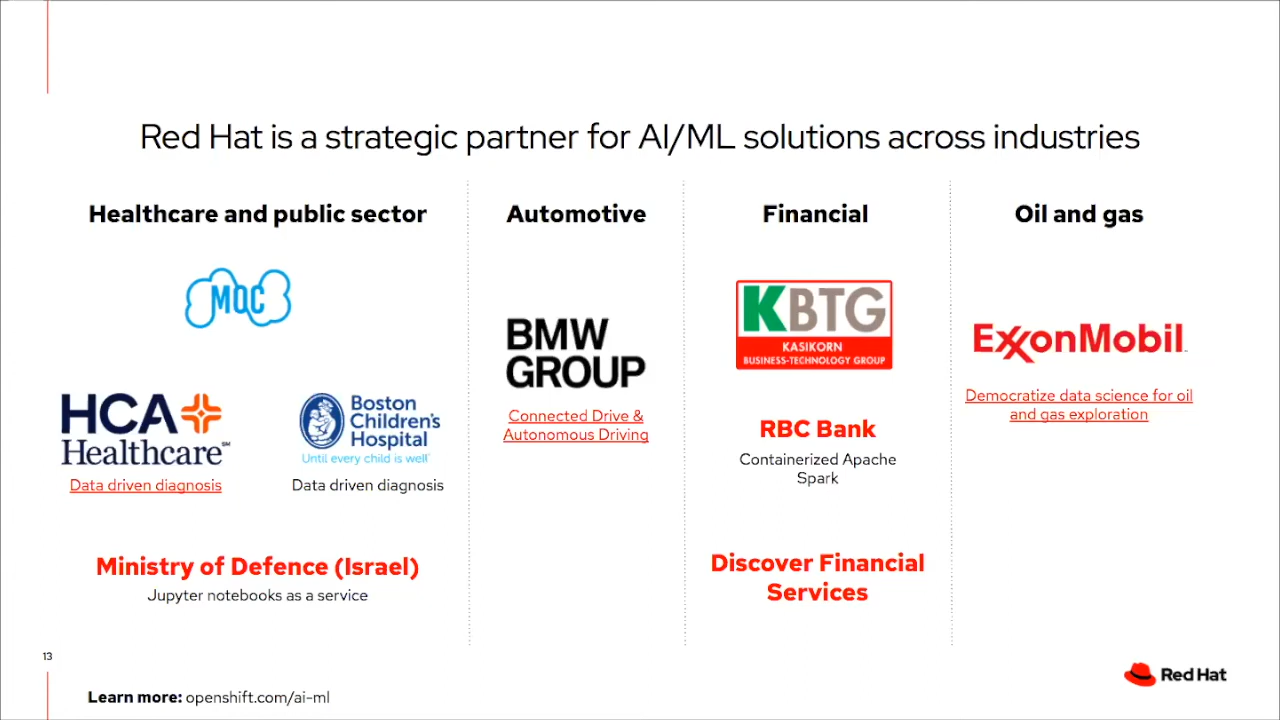 Red Hat is a strategic partner for AI/ML solutions across industries
Healthcare and public sector
MOC
HCA
Healthcare℠
Data driven diagnosis
Boston
Children's
Hospital
Until every child is well™
Data driven diagnosis
Ministry of Defence (Israel)
Jupyter notebooks as a service
Automotive
BMW
GROUP
Connected Drive &
Autonomous Driving
Financial
KBTG
KASIKORN
BUSINESS-TECHNOLOGY GROUP
RBC Bank
Containerized Apache
Spark
Discover Financial
Services
Oil and gas
ExxonMobil
Democratize data science for oil
and gas exploration
13
Learn more: openshift.com/ai-ml
Red Hat